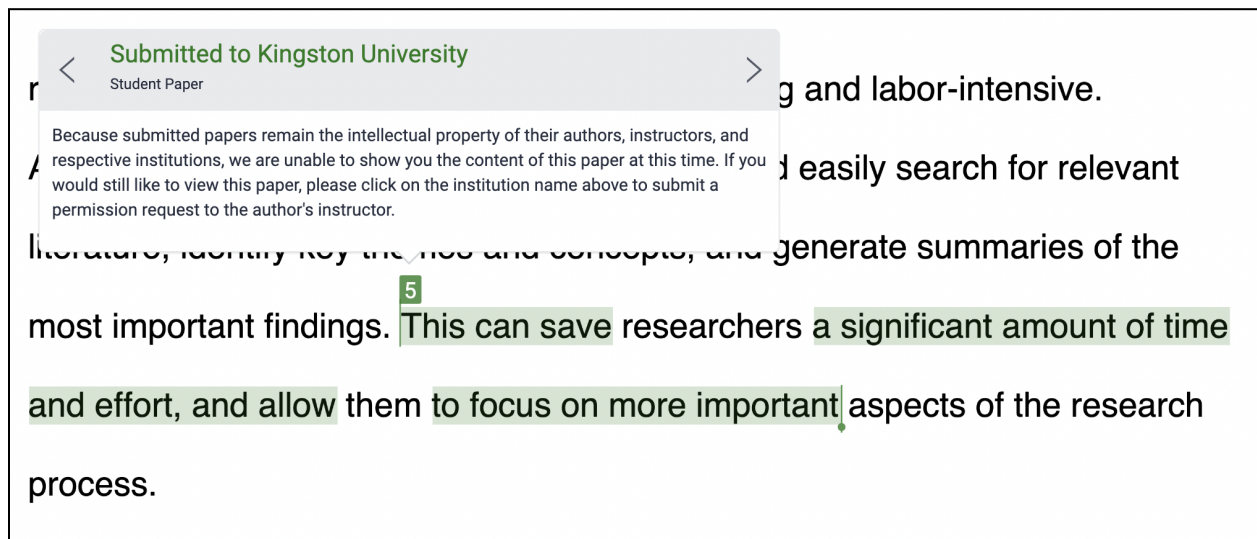 Submitted to Kingston University
Student Paper
Because submitted papers remain the intellectual property of their authors, instructors, and
respective institutions, we are unable to show you the content of this paper at this time. If you
would still like to view this paper, please click on the institution name above to submit a
permission request to the author's instructor.
and labor-intensive.
easily search for relevant
generate summaries of the
5
most important findings. This can save researchers a significant amount of time
and effort, and allow them to focus on more important aspects of the research
process.